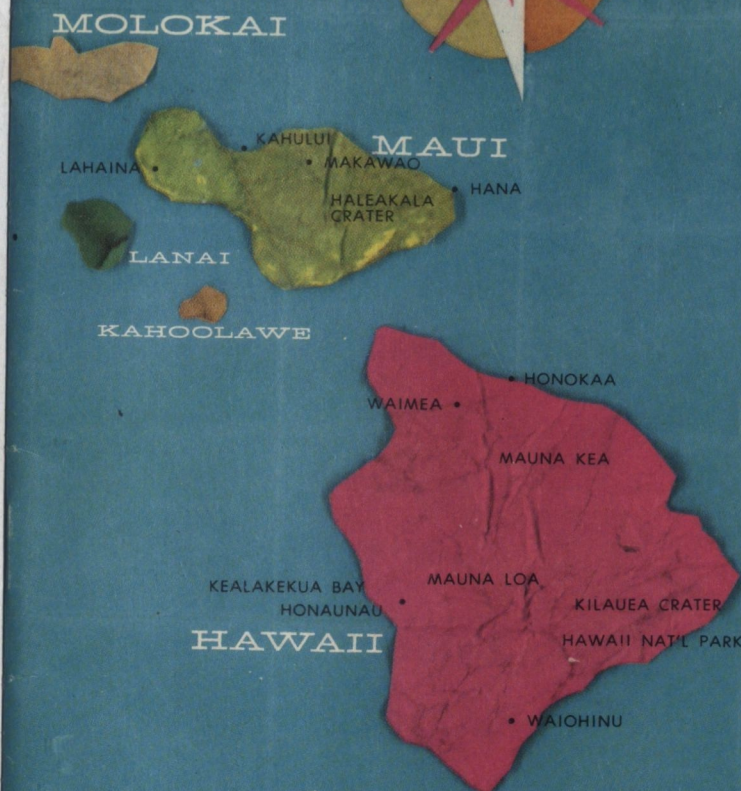 MOLOKAI
KAHULUI
MAUI
LAHAINA
MAKAWAO
HANA
HALEAKALA
CRATER
LANAI
KAHOOLAWE
HONOKAA
WAIMEA
MAUNA KEA
MAUNA LOA
KEALAKEKUA BAY
KILAUEA CRATER
HONAUNAU
HAWAII
HAWAII NAT'L PARK
WAIOHINU